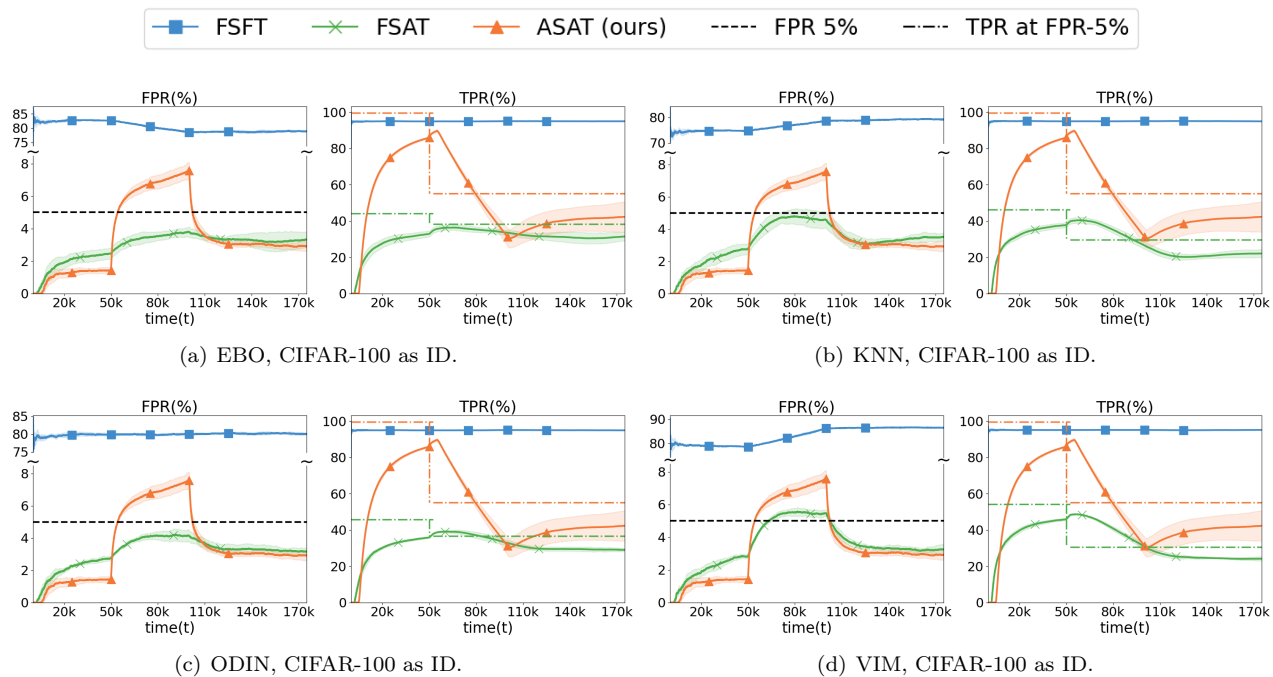 FSFT FSAT ASAT (ours) FPR 5% TPR at FPR-5%
FPR(%) TPR(%) FPR(%) TPR(%)
85
80
75
8
6
4
2
0
20k 50k 80k 110k 140k 170k
time(t)
100
80
60
40
20
0
20k 50k 80k 110k 140k 170k
time(t)
80
70
8
6
4
2
0
20k 50k 80k 110k 140k 170k
time(t)
100
80
60
40
20
0
20k 50k 80k 110k 140k 170k
time(t)
(a) EBO, CIFAR-100 as ID.
(b) KNN, CIFAR-100 as ID.
FPR(%) TPR(%) FPR(%) TPR(%)
85
80
75
8
6
4
2
0
20k 50k 80k 110k 140k 170k
time(t)
100
80
60
40
20
0
20k 50k 80k 110k 140k 170k
time(t)
90
80
8
6
4
2
0
20k 50k 80k 110k 140k 170k
time(t)
100
80
60
40
20
0
20k 50k 80k 110k 140k 170k
time(t)
(c) ODIN, CIFAR-100 as ID.
(d) VIM, CIFAR-100 as ID.